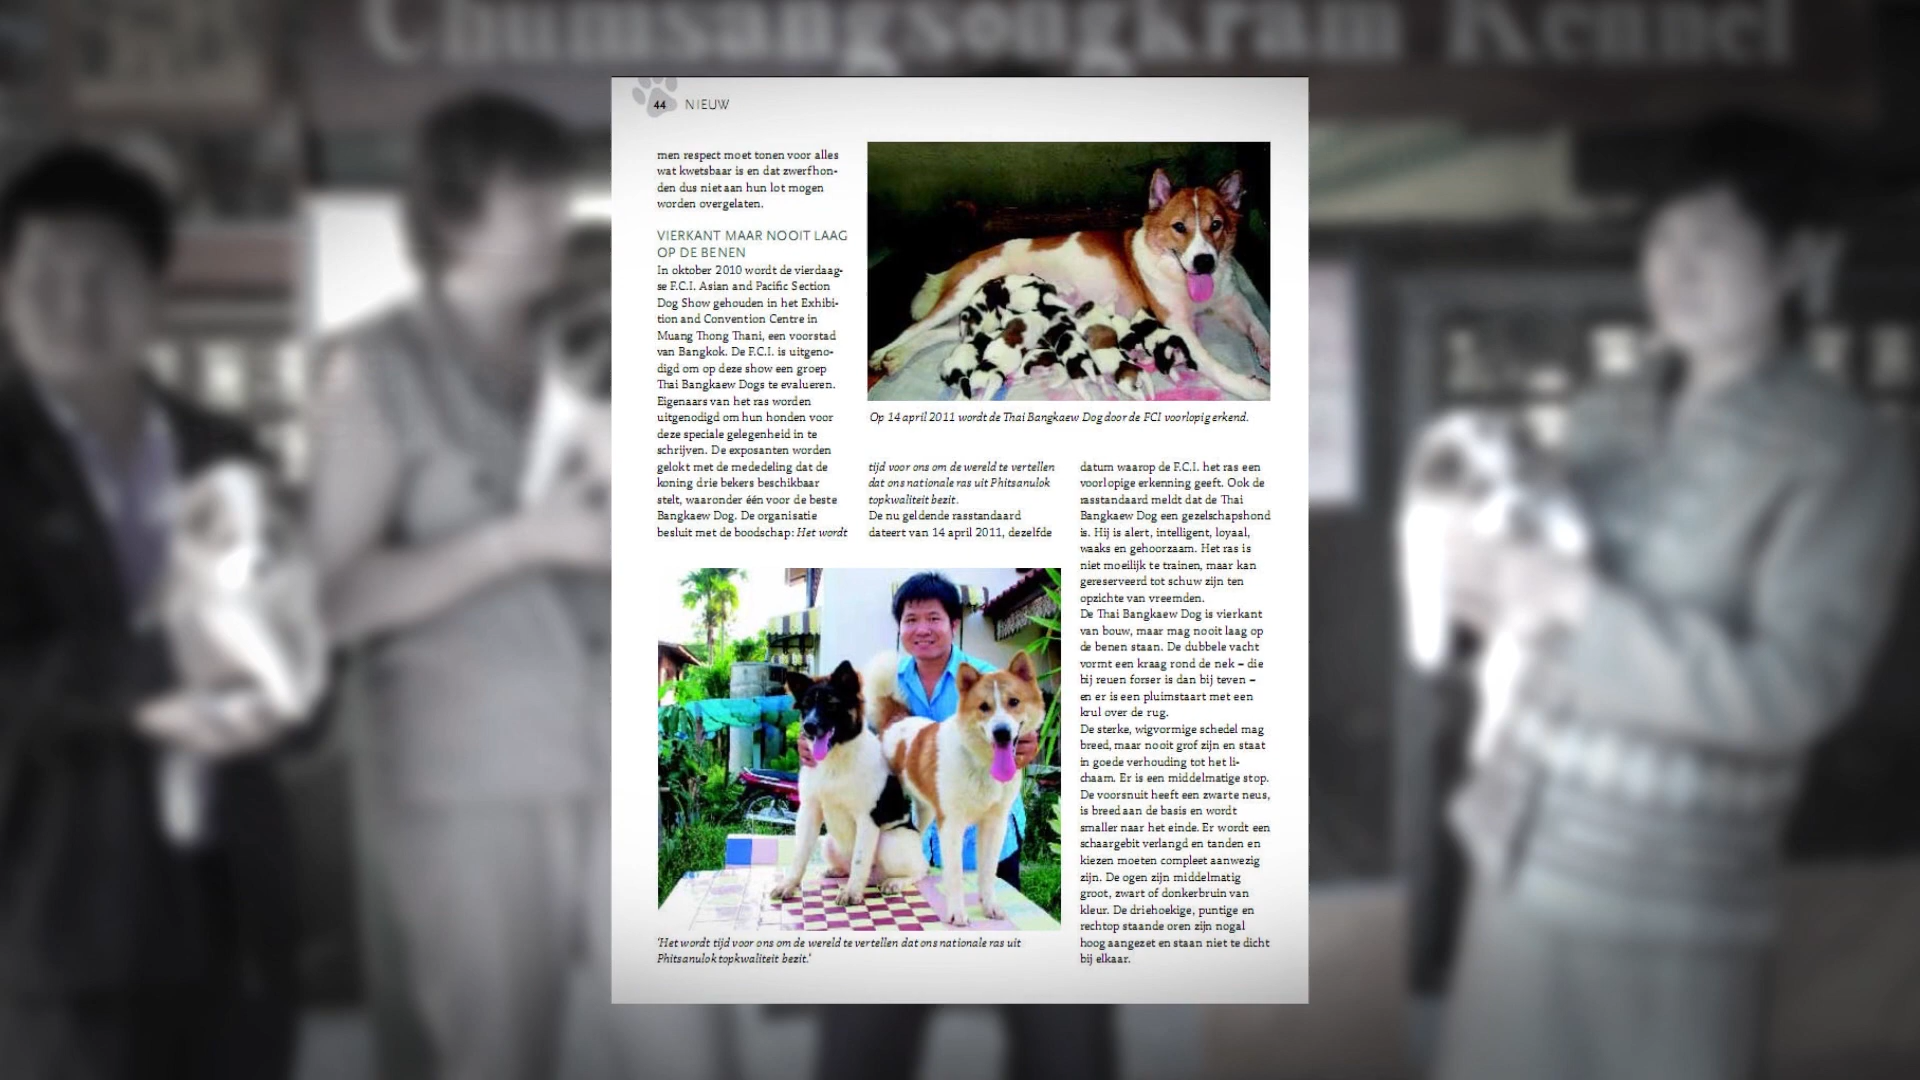 Chumsangsongkram Kennel
44 NIEUW
men respect moet tonen voor alles
wat kwetsbaar is en dat zwerfhon-
den dus niet aan hun lot mogen
worden overgelaten.
VIERKANT MAAR NOOIT LAAG
OP DE BENEN
In oktober 2010 wordt de vierdaag-
se F.C.I. Asian and Pacific Section
Dog Show gehouden in het Exhibi-
tion and Convention Centre in
Muang Thong Thani, een voorstad
van Bangkok. De F.C.I. is uitgeno-
digd om op deze show een groep
Thai Bangkaew Dogs te evalueren.
Eigenaars van het ras worden
uitgenodigd om hun honden voor
deze speciale gelegenheid in te
schrijven. De exposanten worden
gelokt met de mededeling dat de
koning drie bekers beschikbaar
stelt, waaronder één voor de beste
Bangkaew Dog. De organisatie
besluit met de boodschap: Het wordt
Op 14 april 2011 wordt de Thai Bangkaew Dog door de FCI voorlopig erkend.
tijd voor ons om de wereld te vertellen
dat ons nationale ras uit Phitsanulok
topkwaliteit bezit.
De nu geldende rasstandaard
dateert van 14 april 2011, dezelfde
datum waarop de F.C.I. het ras een
voorlopige erkenning geeft. Ook de
rasstandaard meldt dat de Thai
Bangkaew Dog een gezelschapshond
is. Hij is alert, intelligent, loyaal,
waaks en gehoorzaam. Het ras is
niet moeilijk te trainen, maar kan
gereserveerd tot schuw zijn ten
opzichte van vreemden.
De Thai Bangkaew Dog is vierkant
van bouw, maar mag nooit laag op
de benen staan. De dubbele vacht
vormt een kraag rond de nek – die
bij reuen forser is dan bij teven –
en er is een pluimstaart met een
krul over de rug.
De sterke, wigvormige schedel mag
breed, maar nooit grof zijn en staat
in goede verhouding tot het li-
chaam. Er is een middelmatige stop.
De voorsnuit heeft een zwarte neus,
is breed aan de basis en wordt
smaller naar het einde. Er wordt een
schaargebit verlangd en tanden en
kiezen moeten compleet aanwezig
zijn. De ogen zijn middelmatig
groot, zwart of donkerbruin van
kleur. De driehoekige, puntige en
rechtop staande oren zijn nogal
hoog aangezet en staan niet te dicht
bij elkaar.
'Het wordt tijd voor ons om de wereld te vertellen dat ons nationale ras uit
Phitsanulok topkwaliteit bezit.'